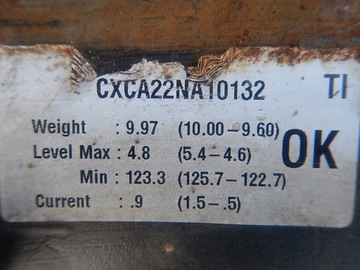 CXCA22NA10132 TI
Weight : 9.97 (10.00–9.60)
Level Max : 4.8 (5.4–4.6) OK
Min : 123.3 (125.7–122.7)
Current : .9 (1.5–.5)